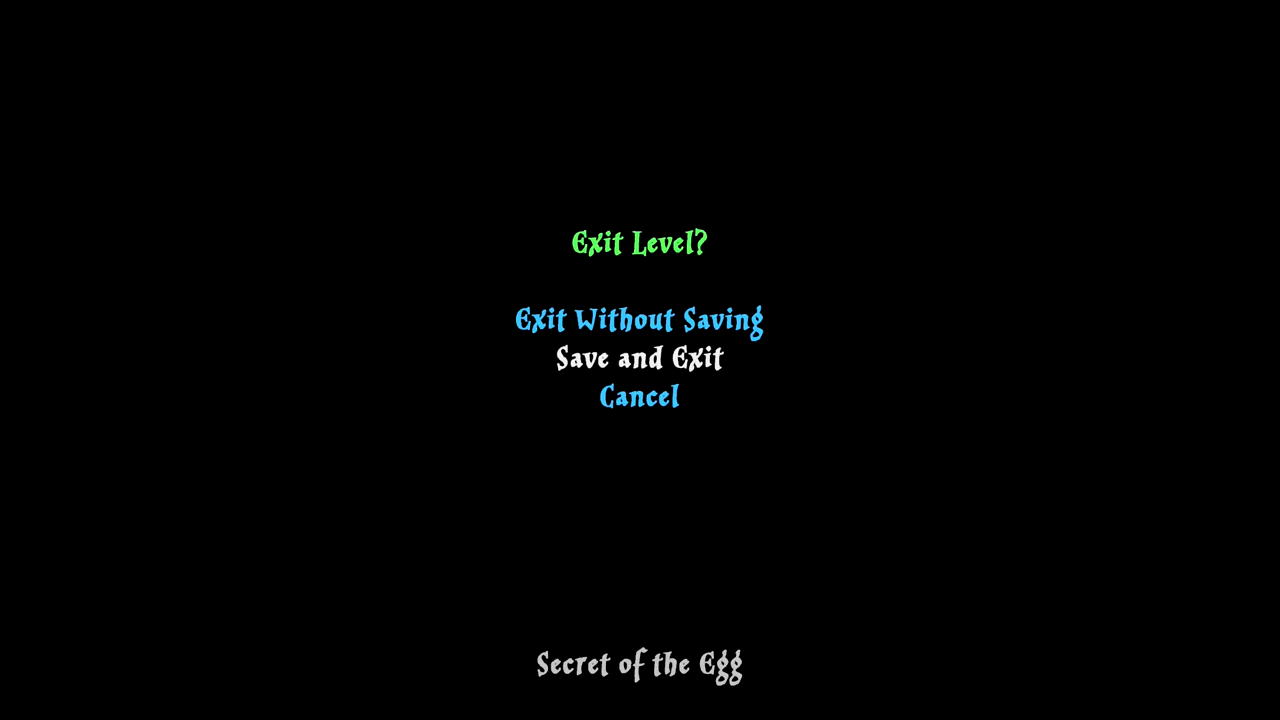 Exit Level?
Exit Without Saving
Save and Exit
Cancel
Secret of the Egg